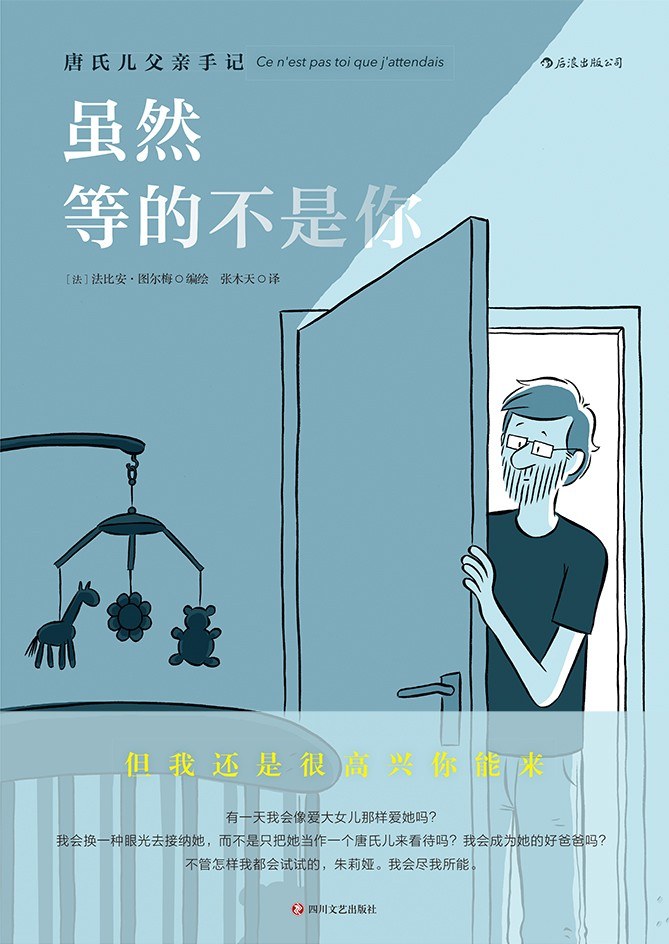 唐氏儿父亲手记 Ce n'est pas toi que j'attendais
后浪出版公司
虽然
等的不是你
[法]法比安·图尔梅○编绘 张木天○译
但我还是很高兴你能来
有一天我会像爱大女儿那样爱她吗？
我会换一种眼光去接纳她，而不是只把她当作一个唐氏儿来看待吗？我会成为她的好爸爸吗？
不管怎样我都会试试的，朱莉娅。我会尽我所能。
四川文艺出版社